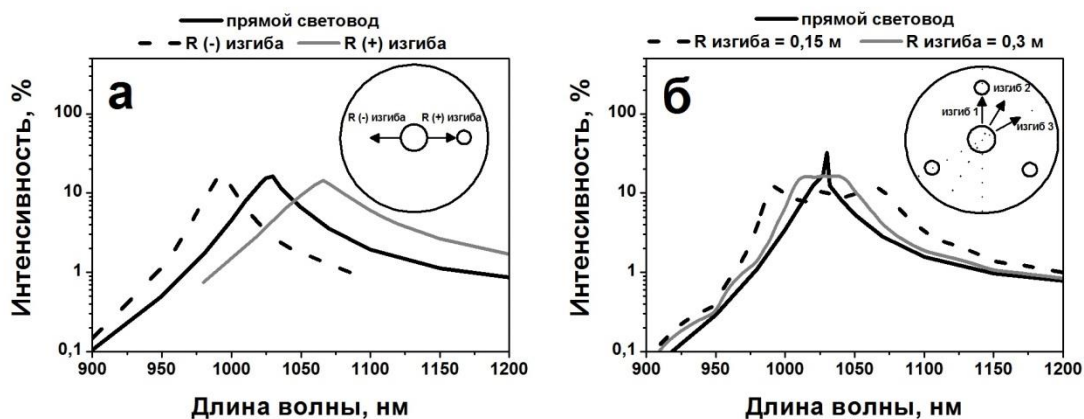 прямой световод
R (-) изгиба R (+) изгиба
а
R (-) изгиба R (+) изгиба
Интенсивность, %
100
10
1
0,1
900 950 1000 1050 1100 1150 1200
Длина волны, нм
прямой световод
R изгиба = 0,15 м R изгиба = 0,3 м
б
изгиб 1
изгиб 2
изгиб 3
Интенсивность, %
100
10
1
0,1
900 950 1000 1050 1100 1150 1200
Длина волны, нм